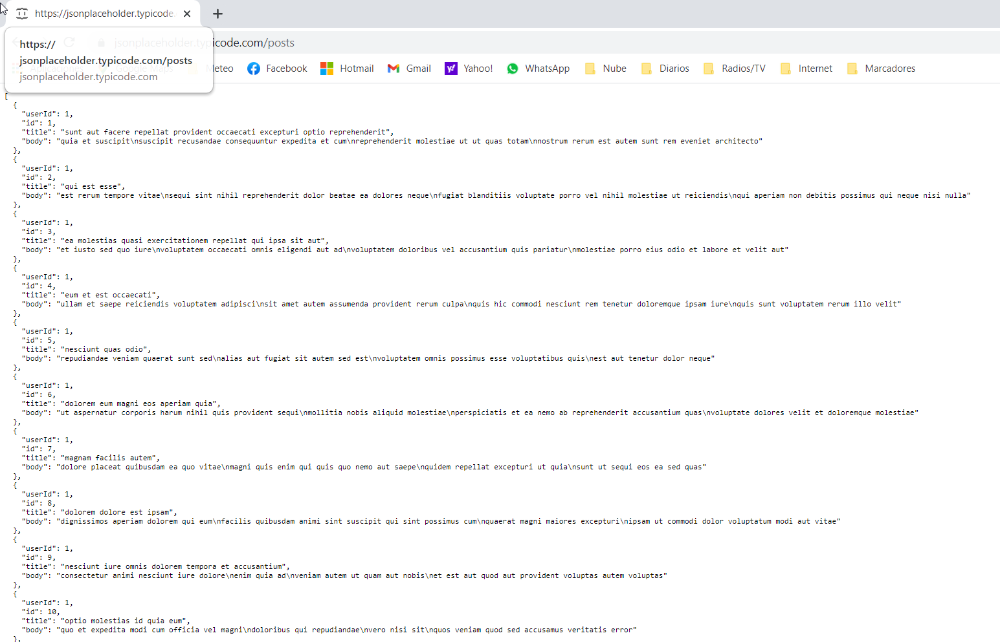 https://jsonplaceholder.typicode.
jsonplaceholder.typicode.com/posts
https://
jsonplaceholder.typicode.com/posts
jsonplaceholder.typicode.com
Meteo Facebook Hotmail Gmail Yahoo! WhatsApp Nube Diarios Radios/TV Internet Marcadores
[
{
"userId": 1,
"id": 1,
"title": "sunt aut facere repellat provident occaecati excepturi optio reprehenderit",
"body": "quia et suscipit\nsuscipit recusandae consequuntur expedita et cum\nreprehenderit molestiae ut ut quas totam\nnostrum rerum est autem sunt rem eveniet architecto"
},
{
"userId": 1,
"id": 2,
"title": "qui est esse",
"body": "est rerum tempore vitae\nsequi sint nihil reprehenderit dolor beatae ea dolores neque\nfugiat blanditiis voluptate porro vel nihil molestiae ut reiciendis\nqui aperiam non debitis possimus qui neque nisi nulla"
},
{
"userId": 1,
"id": 3,
"title": "ea molestias quasi exercitationem repellat qui ipsa sit aut",
"body": "et iusto sed quo iure\nvoluptatem occaecati omnis eligendi aut ad\nvoluptatem doloribus vel accusantium quis pariatur\nmolestiae porro eius odio et labore et velit aut"
},
{
"userId": 1,
"id": 4,
"title": "eum et est occaecati",
"body": "ullam et saepe reiciendis voluptatem adipisci\nsit amet autem assumenda provident rerum culpa\nquis hic commodi nesciunt rem tenetur doloremque ipsam iure\nquis sunt voluptatem rerum illo velit"
},
{
"userId": 1,
"id": 5,
"title": "nesciunt quas odio",
"body": "repudiandae veniam quaerat sunt sed\nalias aut fugiat sit autem sed est\nvoluptatem omnis possimus esse voluptatibus quis\nest aut tenetur dolor neque"
},
{
"userId": 1,
"id": 6,
"title": "dolorem eum magni eos aperiam quia",
"body": "ut aspernatur corporis harum nihil quis provident sequi\nmollitia nobis aliquid molestiae\nperspiciatis et ea nemo ab reprehenderit accusantium quas\nvoluptate dolores velit et doloremque molestiae"
},
{
"userId": 1,
"id": 7,
"title": "magnam facilis autem",
"body": "dolore placeat quibusdam ea quo vitae\nmagni quis enim qui quis quo nemo aut saepe\nquidem repellat excepturi ut quia\nsunt ut sequi eos ea sed quas"
},
{
"userId": 1,
"id": 8,
"title": "dolorem dolore est ipsam",
"body": "dignissimos aperiam dolorem qui eum\nfacilis quibusdam animi sint suscipit qui sint possimus cum\nquaerat magni maiores excepturi\nipsam ut commodi dolor voluptatum modi aut vitae"
},
{
"userId": 1,
"id": 9,
"title": "nesciunt iure omnis dolorem tempora et accusantium",
"body": "consectetur animi nesciunt iure dolore\nenim quia ad\nveniam autem ut quam aut nobis\net est aut quod aut provident voluptas autem voluptas"
},
{
"userId": 1,
"id": 10,
"title": "optio molestias id quia eum",
"body": "quo et expedita modi cum officia vel magni\ndoloribus qui repudiandae\nvero nisi sit\nquos veniam quod sed accusamus veritatis error"
},